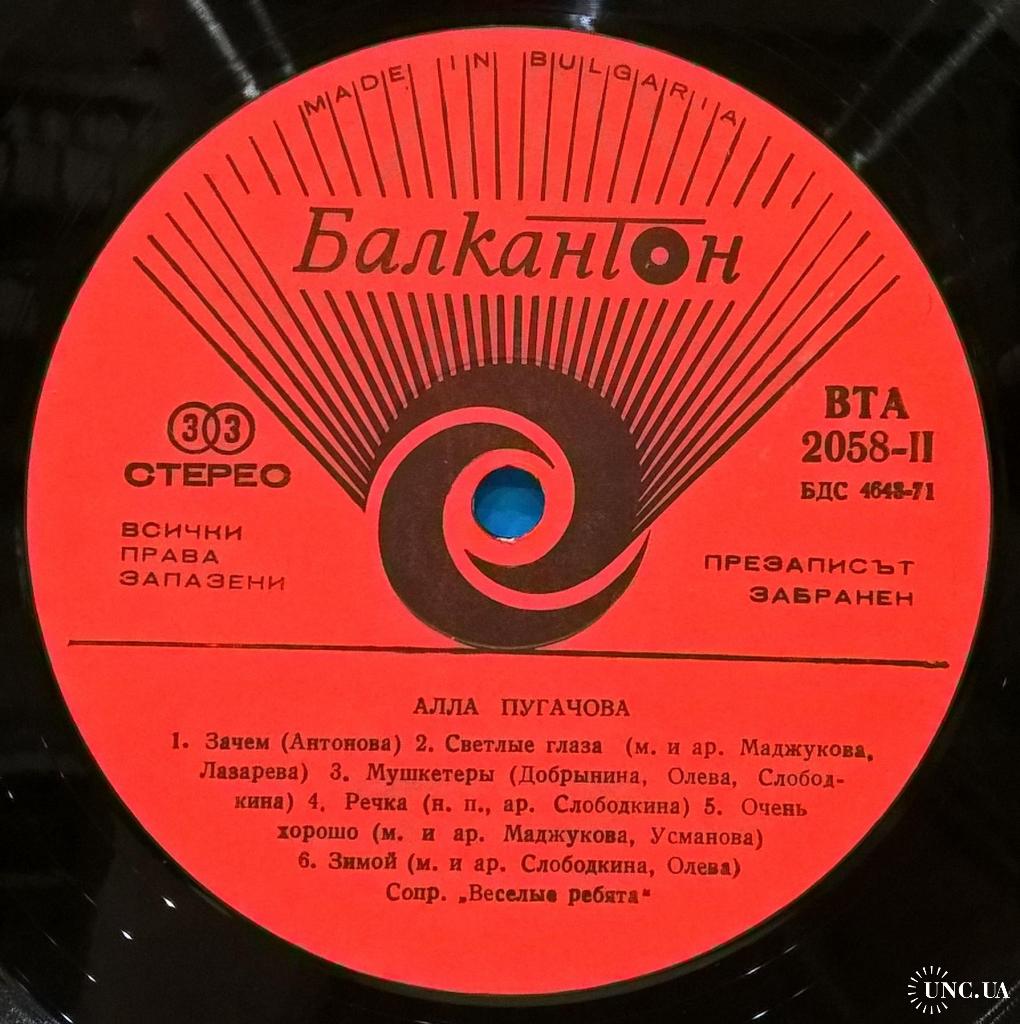 MADE IN BULGARIA
БалканТон
33
СТЕРЕО
ВСИЧКИ
ПРАВА
ЗАПАЗЕНИ
ВТА
2058-II
БДС 4643-71
ПРЕЗАПИСЪТ
ЗАБРАНЕН
АЛЛА ПУГАЧОВА
1. Зачем (Антонова) 2. Светлые глаза (м. и ар. Маджукова,
Лазарева) 3. Мушкетеры (Добрынина, Олева, Слобод-
кина) 4. Речка (н. п., ар. Слободкина) 5. Очень
хорошо (м. и ар. Маджукова, Усманова)
6. Зимой (м. и ар. Слободкина, Олева)
Сопр. „Веселые ребята“
UNC.UA